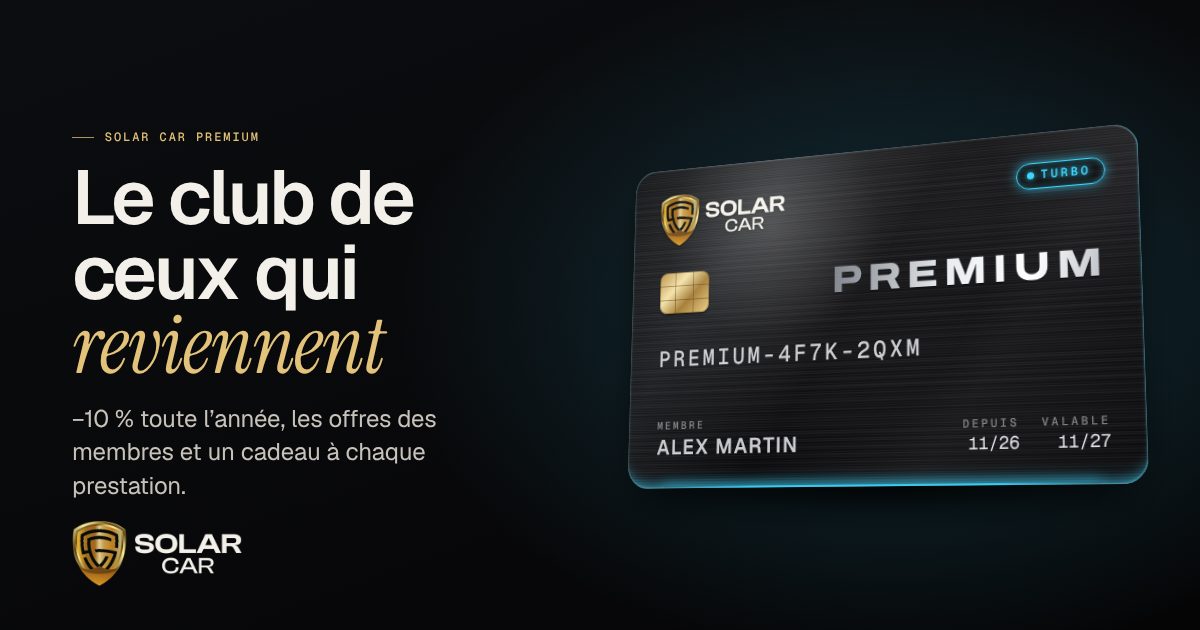 SOLAR CAR PREMIUM
Le club de
ceux qui
reviennent
–10 % toute l’année, les offres des
membres et un cadeau à chaque
prestation.
SOLAR
CAR
TURBO
SOLAR
CAR
PREMIUM
PREMIUM-4F7K-2QXM
MEMBRE
ALEX MARTIN
DEPUIS
11/26
VALABLE
11/27